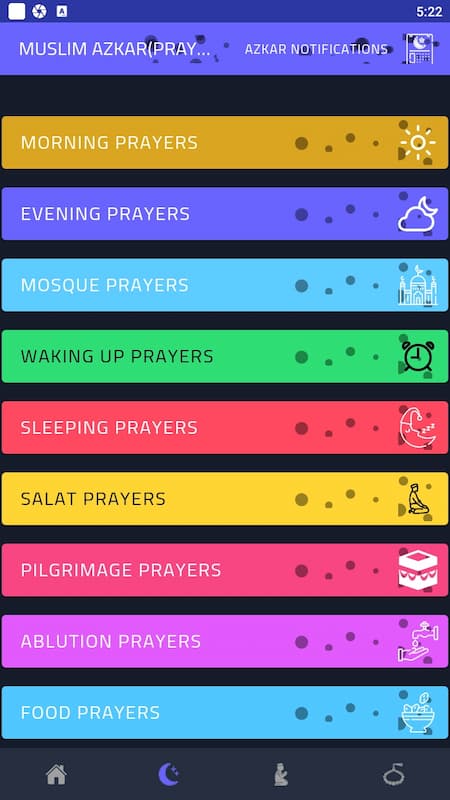 5:22
MUSLIM AZKAR(PRAY...
AZKAR NOTIFICATIONS
MORNING PRAYERS
EVENING PRAYERS
MOSQUE PRAYERS
WAKING UP PRAYERS
SLEEPING PRAYERS
SALAT PRAYERS
PILGRIMAGE PRAYERS
ABLUTION PRAYERS
FOOD PRAYERS